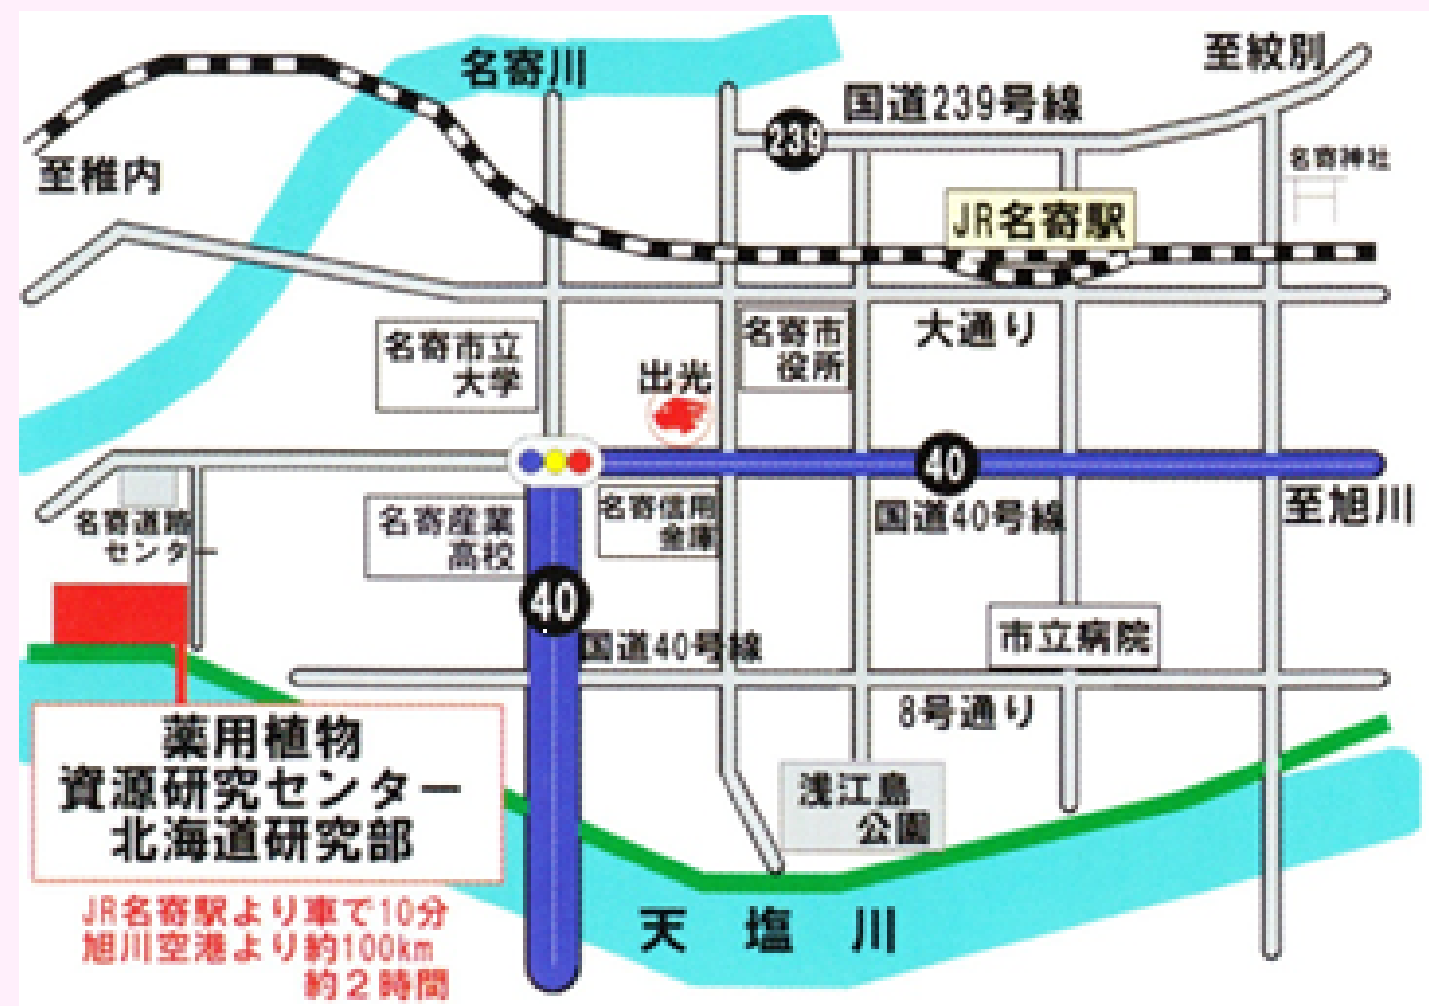 名寄川
至紋別
国道239号線
239
名寄神社
至稚内
JR名寄駅
大通り
名寄市
役所
名寄市立
大学
出光
40
国道40号線
至旭川
名寄信用
金庫
名寄産業
高校
名寄道路
センター
40
国道40号線
市立病院
8号通り
薬用植物
資源研究センター
北海道研究部
浅江島
公園
JR名寄駅より車で10分
旭川空港より約100km
約2時間
天塩川